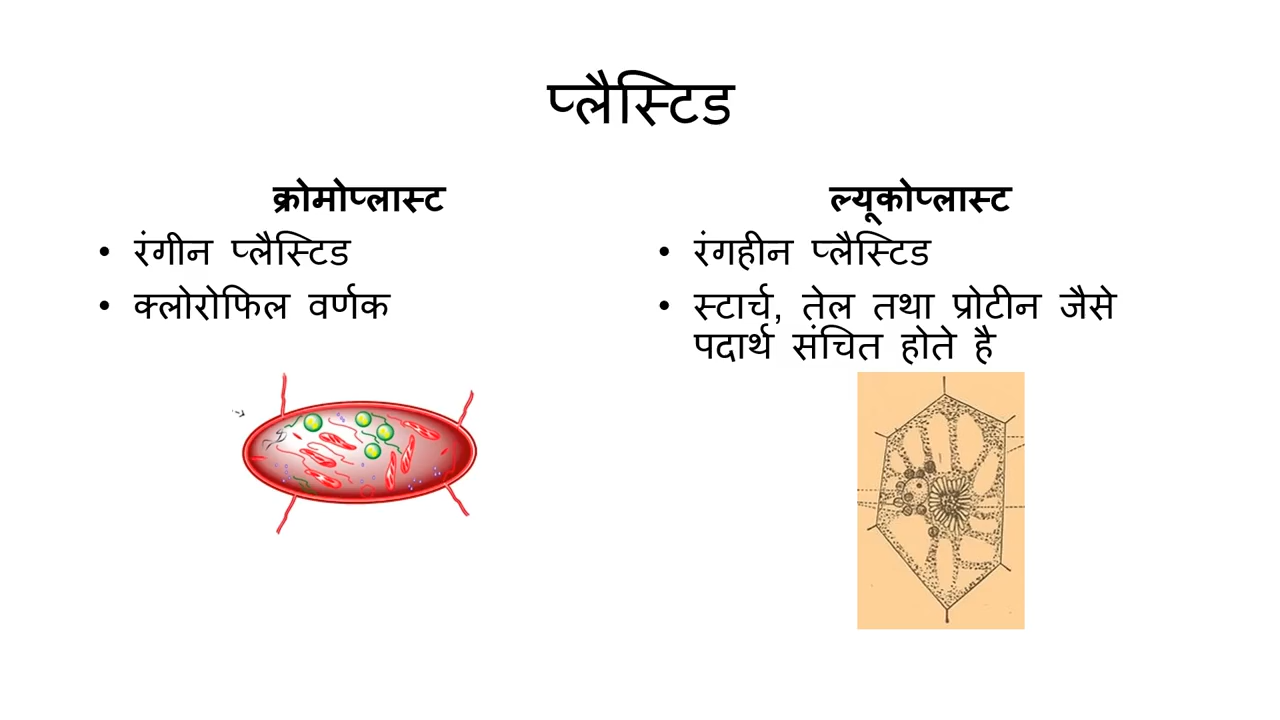 प्लैस्टिड
क्रोमोप्लास्ट
• रंगीन प्लैस्टिड
• क्लोरोफिल वर्णक
ल्यूकोप्लास्ट
• रंगहीन प्लैस्टिड
• स्टार्च, तेल तथा प्रोटीन जैसे
पदार्थ संचित होते है